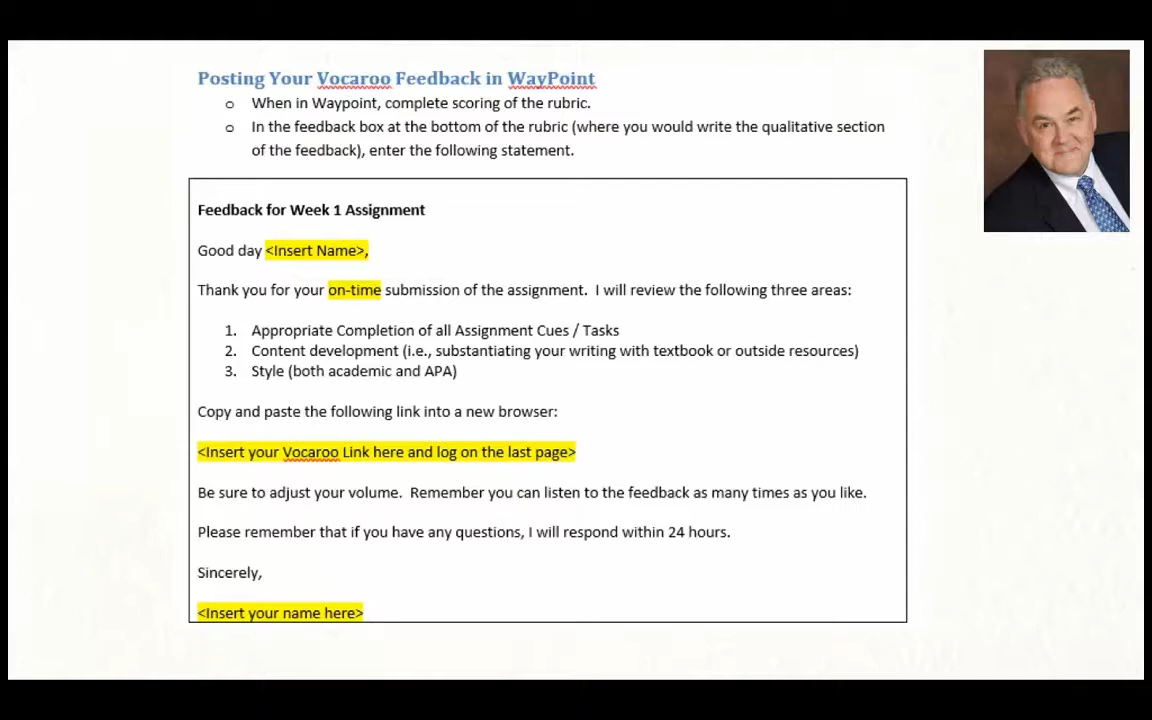 Posting Your Vocaroo Feedback in WayPoint
o When in Waypoint, complete scoring of the rubric.
o In the feedback box at the bottom of the rubric (where you would write the qualitative section
of the feedback), enter the following statement.
Feedback for Week 1 Assignment
Good day <Insert Name>,
Thank you for your on-time submission of the assignment. I will review the following three areas:
1. Appropriate Completion of all Assignment Cues / Tasks
2. Content development (i.e., substantiating your writing with textbook or outside resources)
3. Style (both academic and APA)
Copy and paste the following link into a new browser:
<Insert your Vocaroo Link here and log on the last page>
Be sure to adjust your volume. Remember you can listen to the feedback as many times as you like.
Please remember that if you have any questions, I will respond within 24 hours.
Sincerely,
<Insert your name here>